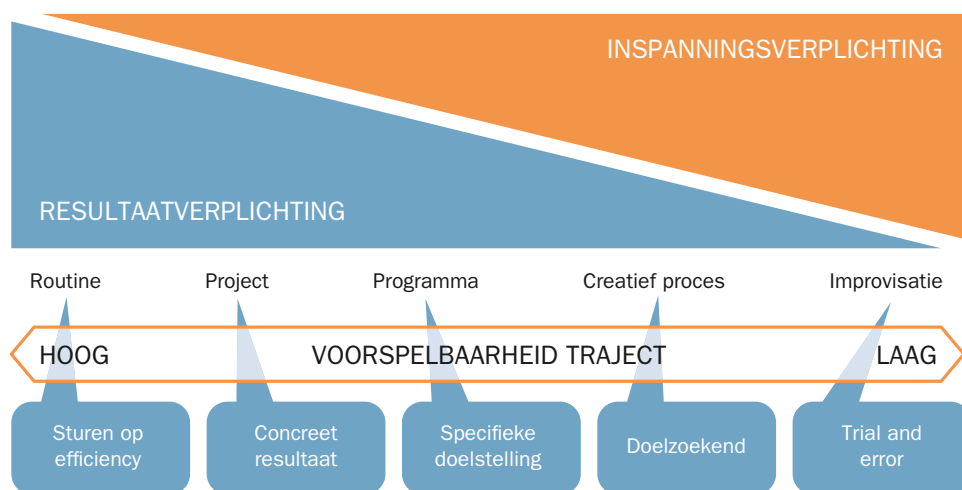 INSPANNINGSVERPLICHTING
RESULTAATVERPLICHTING
Routine
Project
Programma
Creatief proces
Improvisatie
HOOG
VOORSPELBAARHEID TRAJECT
LAAG
Sturen op
efficiency
Concreet
resultaat
Specifieke
doelstelling
Doelzoekend
Trial and
error